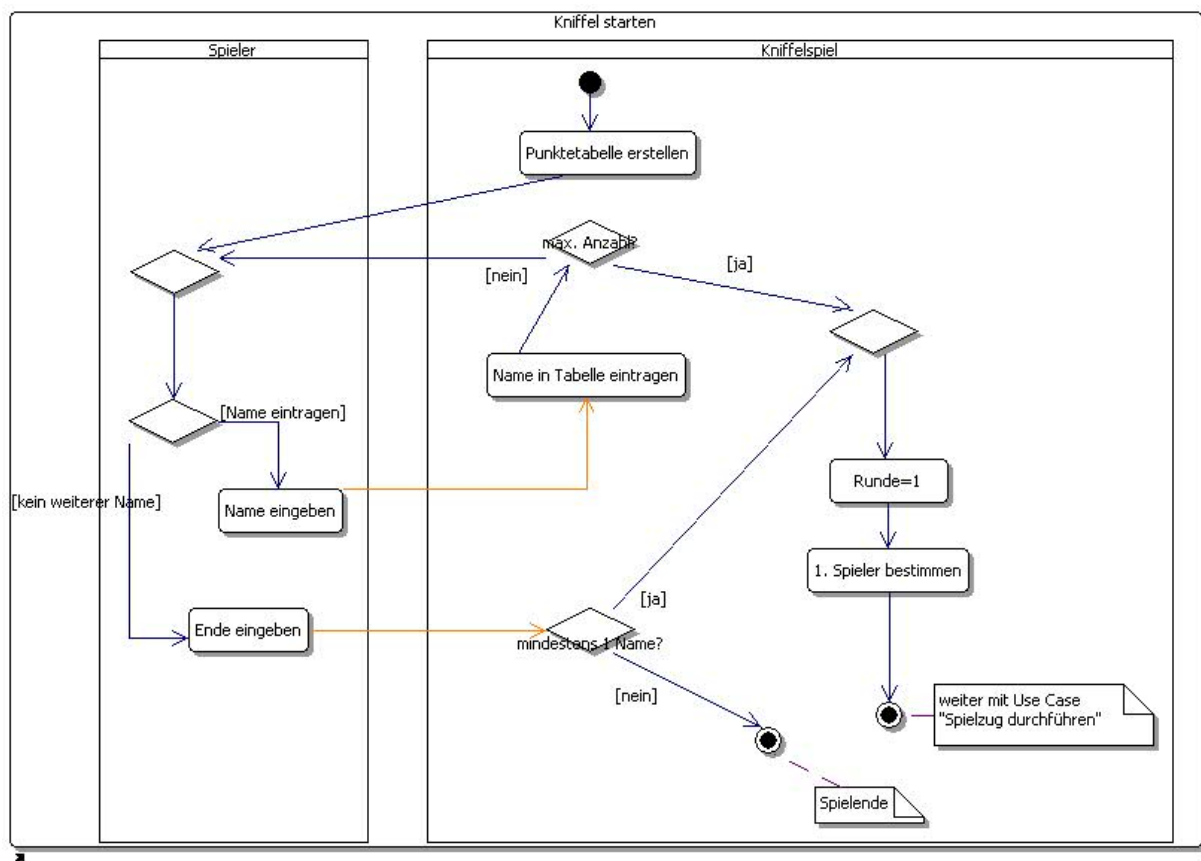 Kniffel starten
Spieler
Kniffelspiel
Punktetabelle erstellen
max. Anzahl?
[nein]
[ja]
Name in Tabelle eintragen
[Name eintragen]
[kein weiterer Name]
Name eingeben
Runde=1
1. Spieler bestimmen
Ende eingeben
[ja]
mindestens 1 Name?
[nein]
weiter mit Use Case
"Spielzug durchführen"
Spielende